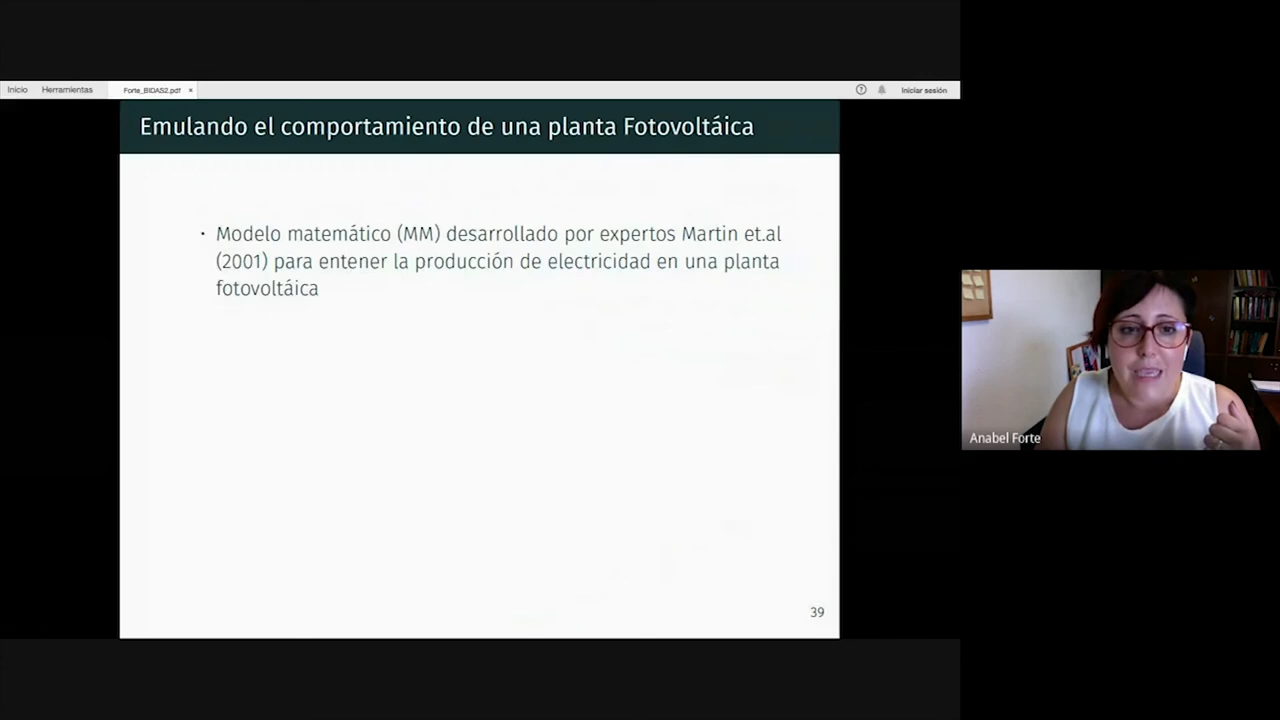 Inicio
Herramientas
Forte_BIDAS2.pdf
×
Iniciar sesión
Emulando el comportamiento de una planta Fotovoltáica
• Modelo matemático (MM) desarrollado por expertos Martin et.al
(2001) para entener la producción de electricidad en una planta
fotovoltáica
39
Anabel Forte